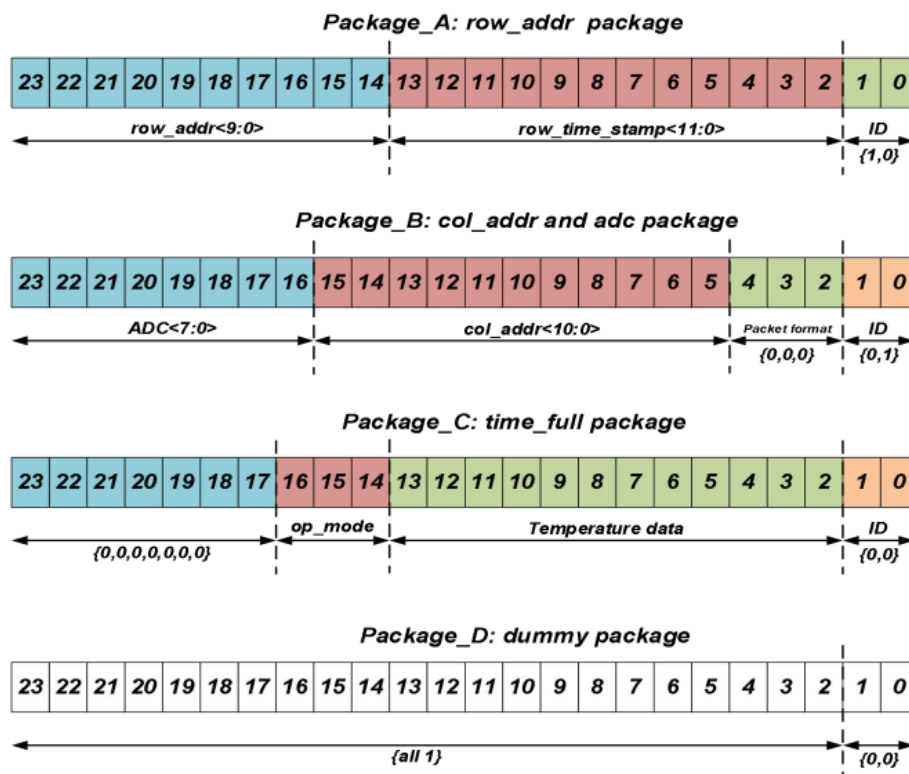 Package_A: row_addr package
23 22 21 20 19 18 17 16 15 14 13 12 11 10 9 8 7 6 5 4 3 2 1 0
row_addr<9:0> row_time_stamp<11:0> ID
{1,0}
Package_B: col_addr and adc package
23 22 21 20 19 18 17 16 15 14 13 12 11 10 9 8 7 6 5 4 3 2 1 0
ADC<7:0> col_addr<10:0> Packet format ID
{0,0,0} {0,1}
Package_C: time_full package
23 22 21 20 19 18 17 16 15 14 13 12 11 10 9 8 7 6 5 4 3 2 1 0
op_mode Temperature data ID
{0,0,0,0,0,0,0} {0,0}
Package_D: dummy package
23 22 21 20 19 18 17 16 15 14 13 12 11 10 9 8 7 6 5 4 3 2 1 0
{all 1} {0,0}